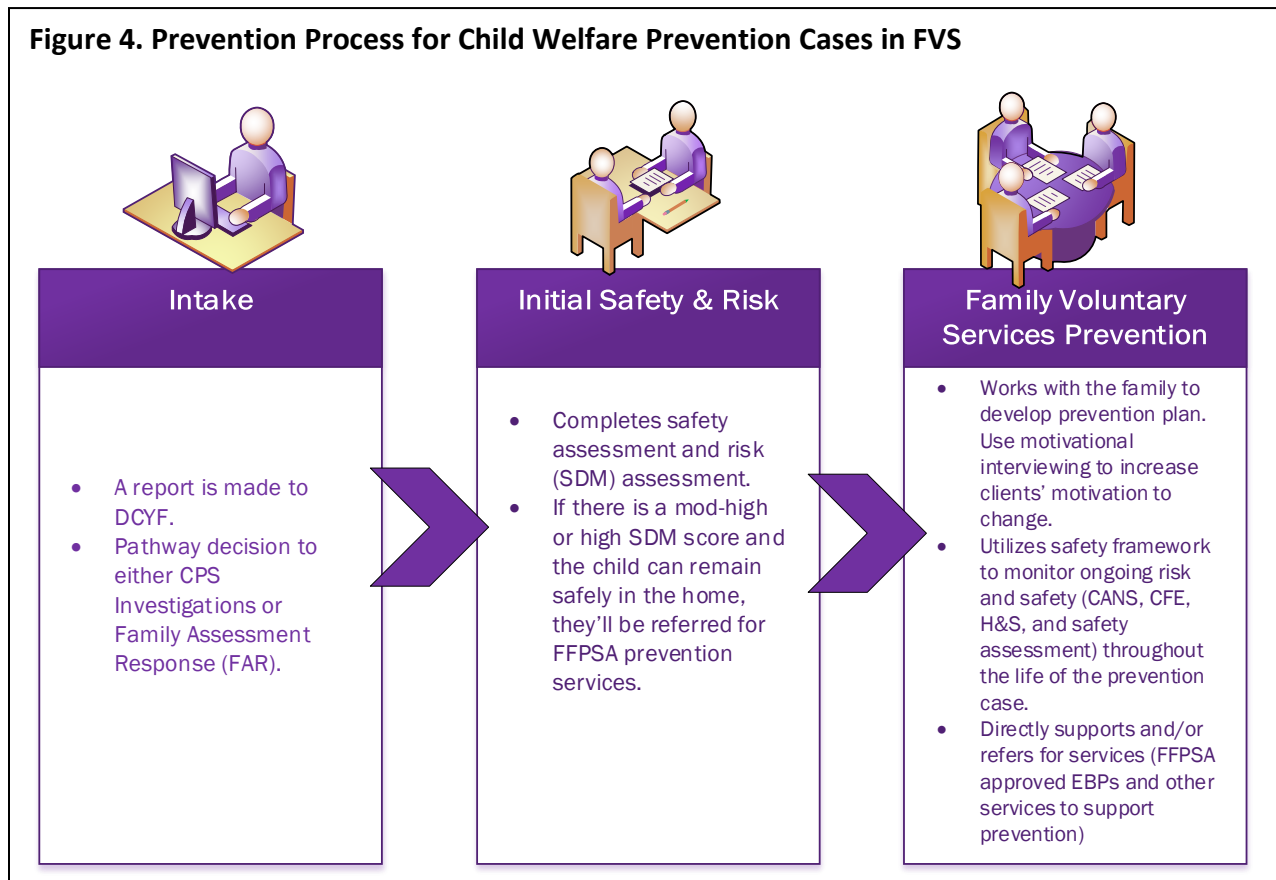 Figure 4. Prevention Process for Child Welfare Prevention Cases in FVS
Intake
• A report is made to
DCYF.
• Pathway decision to
either CPS
Investigations or
Family Assessment
Response (FAR).
Initial Safety & Risk
• Completes safety
assessment and risk
(SDM) assessment.
• If there is a mod-high
or high SDM score and
the child can remain
safely in the home,
they’ll be referred for
FFPSA prevention
services.
Family Voluntary
Services Prevention
• Works with the family to
develop prevention plan.
Use motivational
interviewing to increase
clients’ motivation to
change.
• Utilizes safety framework
to monitor ongoing risk
and safety (CANS, CFE,
H&S, and safety
assessment) throughout
the life of the prevention
case.
• Directly supports and/or
refers for services (FFPSA
approved EBPs and other
services to support
prevention)